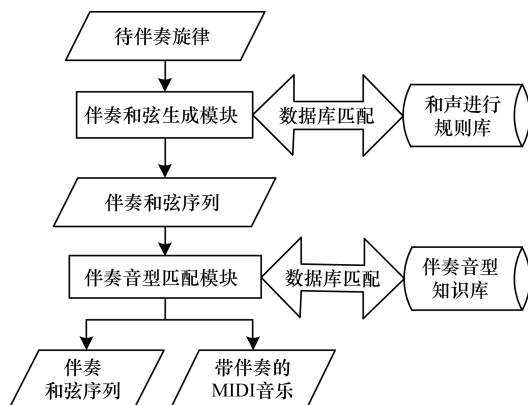 待伴奏旋律
伴奏和弦生成模块
数据库匹配
和声进行
规则库
伴奏和弦序列
伴奏音型匹配模块
数据库匹配
伴奏音型
知识库
伴奏
和弦序列
带伴奏的
MIDI音乐